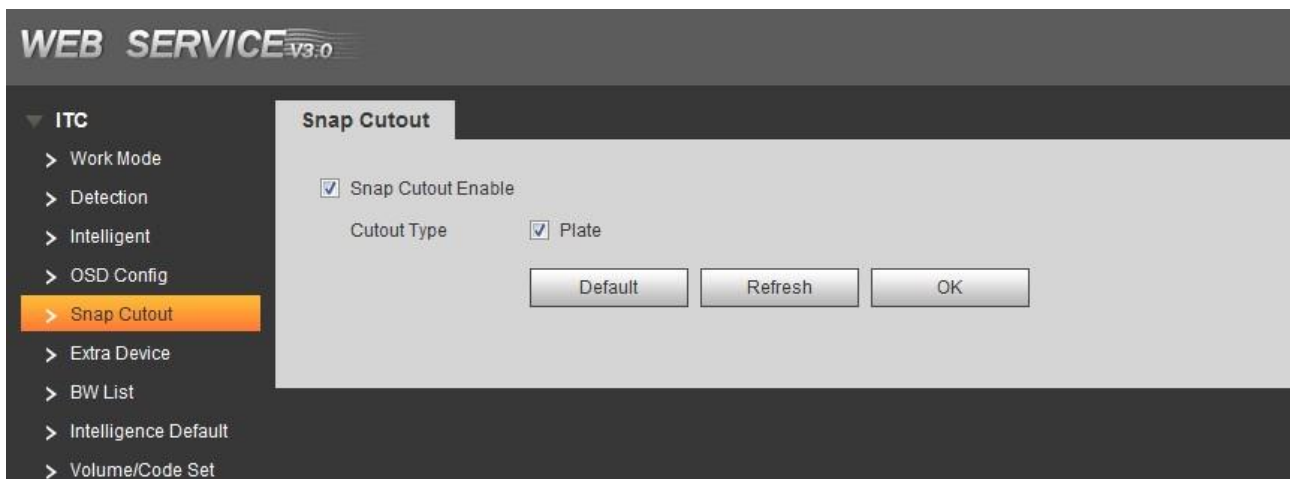 WEB SERVICE V3.0
ITC
Work Mode
Detection
Intelligent
OSD Config
Snap Cutout
Extra Device
BW List
Intelligence Default
Volume/Code Set
Snap Cutout
Snap Cutout Enable
Cutout Type Plate
Default Refresh OK